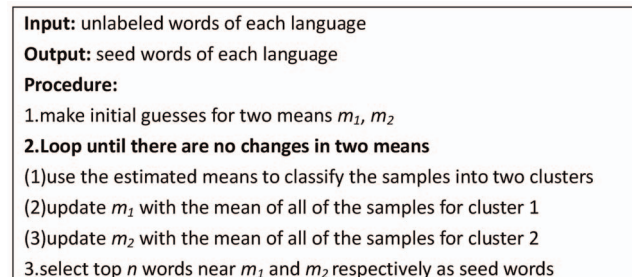 Input: unlabeled words of each language
Output: seed words of each language
Procedure:
1.make initial guesses for two means m₁, m₂
2.Loop until there are no changes in two means
(1)use the estimated means to classify the samples into two clusters
(2)update m₁ with the mean of all of the samples for cluster 1
(3)update m₂ with the mean of all of the samples for cluster 2
3.select top n words near m₁ and m₂ respectively as seed words